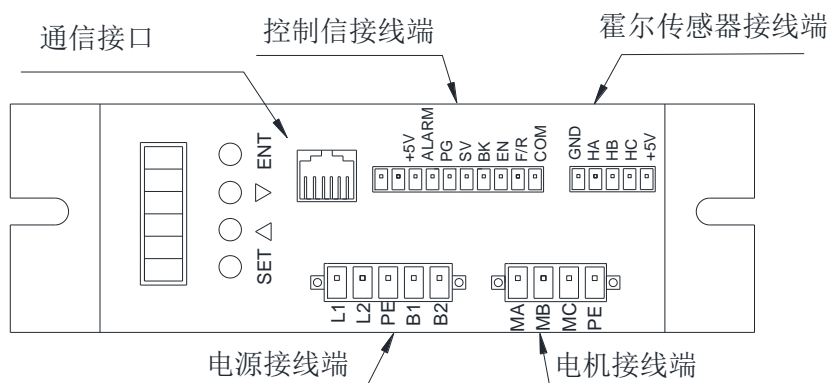 通信接口
控制信接线端
霍尔传感器接线端
+5V
ALARM
PG
SV
BK
EN
F/R
COM
GND
HA
HB
HC
+5V
ENT
▽
△
SET
L1
L2
PE
B1
B2
MA
MB
MC
PE
电源接线端
电机接线端